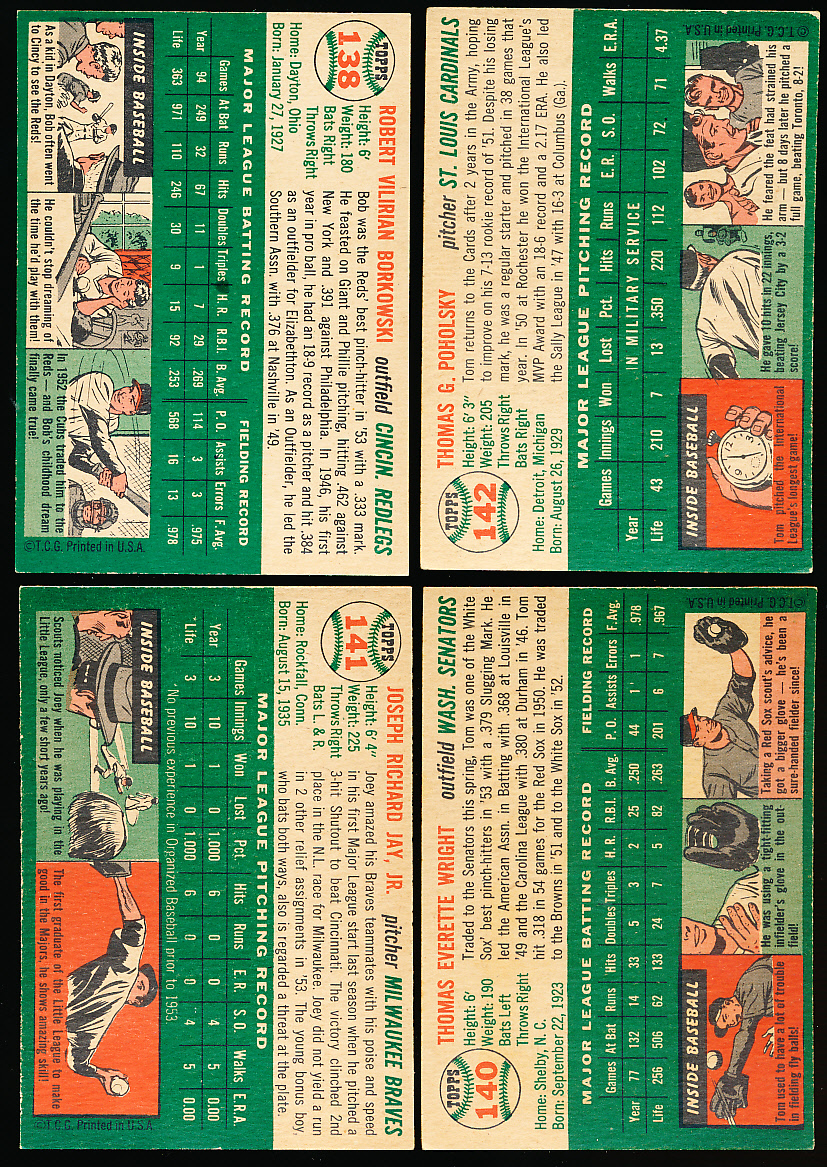 TOPPS
138
ROBERT VILIRIAN BORKOWSKI outfield CINCIN. REDLEGS
Height: 6'
Weight: 180
Bats Right
Throws Right
Home: Dayton, Ohio
Born: January 27, 1927
Bob was the Reds' best pinch-hitter in '53 with a .333 mark.
He feasted on Giant and Phillie pitching, hitting .462 against
New York and .391 against Philadelphia. In 1946, his first
year in pro ball, he had an 18-9 record as a pitcher and hit .384
as an outfielder for Elizabethton. As an Outfielder, he led the
Southern Assn. with .376 at Nashville in '49.
MAJOR LEAGUE BATTING RECORD FIELDING RECORD
Games At Bat Runs Hits Doubles Triples H. R. R.B.I. B. Avg. P.O. Assists Errors F. Avg.
Year 94 249 32 67 11 1 7 29 .269 114 3 3 .975
Life 363 971 110 246 30 9 15 92 .253 568 16 13 .978
INSIDE BASEBALL
As a kid in Dayton, Bob often went
to Cincy to see the Reds!
He couldn't stop dreaming of
the time he'd play with them!
In 1952 the Cubs traded him to the
Reds — and Bob's childhood dream
finally came true!
©T.C.G. Printed in U.S.A.
TOPPS
142
THOMAS G. POHOLSKY pitcher ST. LOUIS CARDINALS
Height: 6' 3"
Weight: 205
Throws Right
Bats Right
Home: Detroit, Michigan
Born: August 26, 1929
Tom returns to the Cards after 2 years in the Army, hoping
to improve on his 7-13 rookie record of '51. Despite his losing
mark, he was a regular starter and pitched in 38 games that
year. In '50 at Rochester he won the International League's
MVP Award with an 18-6 record and a 2.17 ERA. He also led
the Sally League in '47 with 16-3 at Columbus (Ga.).
MAJOR LEAGUE PITCHING RECORD
Games Innings Won Lost Pct. Hits Runs E.R. S.O. Walks E.R.A.
Year IN MILITARY SERVICE
Life 43 210 7 13 .350 220 112 102 72 71 4.37
INSIDE BASEBALL
Tom pitched the International
League's longest game!
He gave 10 hits in 22 innings,
beating Jersey City by a 3-2
score!
He feared the feat had strained his
arm — but 8 days later he pitched a
full game, beating Toronto, 8-2!
©T.C.G. Printed in U.S.A.
TOPPS
141
JOSEPH RICHARD JAY, JR. pitcher MILWAUKEE BRAVES
Height: 6' 4"
Weight: 225
Throws Right
Bats L. & R.
Home: Rockfall, Conn.
Born: August 15, 1935
Joey amazed his Braves teammates with his poise and speed
in his first Major League start last season when he pitched a
3-hit Shutout to beat Cincinnati. The victory clinched 2nd
place in the N.L. race for Milwaukee. Joey did not yield a run
in 2 other relief assignments in '53. The young bonus boy,
who bats both ways, also is regarded a threat at the plate.
MAJOR LEAGUE PITCHING RECORD
Games Innings Won Lost Pct. Hits Runs E.R. S.O. Walks E.R.A.
Year 3 10 1 0 1.000 6 0 0 4 5 0.00
Life 3 10 1 0 1.000 6 0 0 4 5 0.00
No previous experience in Organized Baseball prior to 1953
INSIDE BASEBALL
Scouts noticed Joey when he was playing in the
Little League, only a few short years ago!
The first graduate of the Little League to make
good in the Majors, he shows amazing skill!
©T.C.G. Printed in U.S.A.
TOPPS
140
THOMAS EVERETTE WRIGHT outfield WASH. SENATORS
Height: 6'
Weight: 190
Bats Left
Throws Right
Home: Shelby, N. C.
Born: September 22, 1923
Traded to the Senators this spring, Tom was one of the White
Sox' best pinch-hitters in '53 with a .379 Slugging Mark. He
led the American Assn. in Batting with .368 at Louisville in
'49 and the Carolina League with .380 at Durham in '46. Tom
hit .318 in 54 games for the Red Sox in 1950. He was traded
to the Browns in '51 and to the White Sox in '52.
MAJOR LEAGUE BATTING RECORD FIELDING RECORD
Games At Bat Runs Hits Doubles Triples H. R. R.B.I. B. Avg. P.O. Assists Errors F. Avg.
Year 77 132 14 33 5 3 2 25 .250 44 1 1 .978
Life 256 506 62 133 24 7 5 82 .263 201 6 7 .967
INSIDE BASEBALL
Tom used to have a lot of trouble
in fielding fly balls!
He was using a tight-fitting
infielder's glove in the out-
field!
Taking a Red Sox scout's advice, he
got a bigger glove — he's been a
sure-handed fielder since!
©T.C.G. Printed in U.S.A.